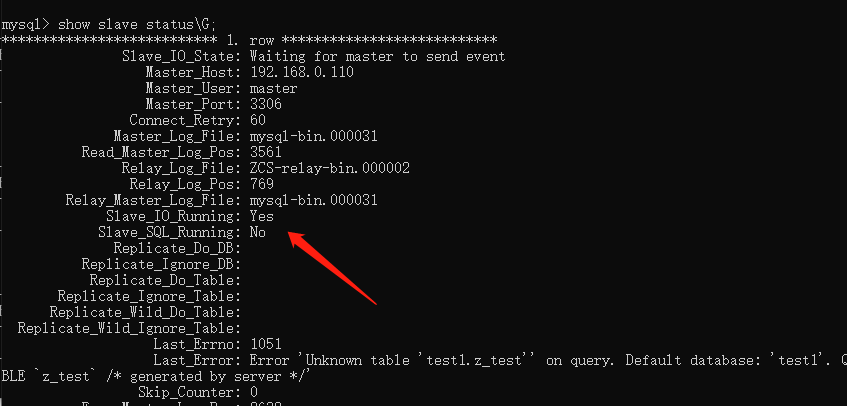 mysql> show slave status\G;
*************************** 1. row ***************************
Slave_IO_State: Waiting for master to send event
Master_Host: 192.168.0.110
Master_User: master
Master_Port: 3306
Connect_Retry: 60
Master_Log_File: mysql-bin.000031
Read_Master_Log_Pos: 3561
Relay_Log_File: ZCS-relay-bin.000002
Relay_Log_Pos: 769
Relay_Master_Log_File: mysql-bin.000031
Slave_IO_Running: Yes
Slave_SQL_Running: No
Replicate_Do_DB:
Replicate_Ignore_DB:
Replicate_Do_Table:
Replicate_Ignore_Table:
Replicate_Wild_Do_Table:
Replicate_Wild_Ignore_Table:
Last_Errno: 1051
Last_Error: Error 'Unknown table 'test1.z_test'' on query. Default database: 'test1'. Q
BLE `z_test` /* generated by server */'
Skip_Counter: 0